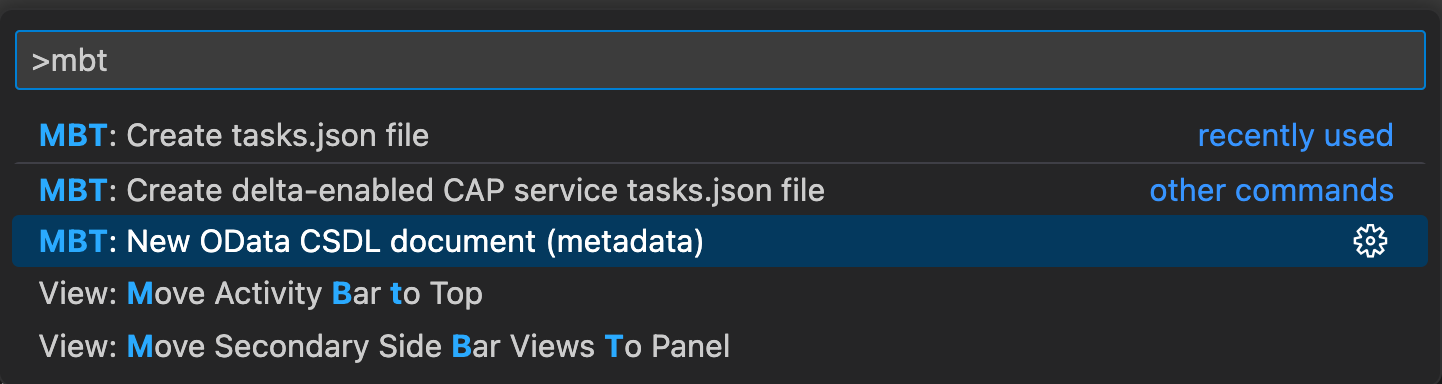 >mbt
MBT: Create tasks.json file recently used
MBT: Create delta-enabled CAP service tasks.json file other commands
MBT: New OData CSDL document (metadata)
View: Move Activity Bar to Top
View: Move Secondary Side Bar Views To Panel